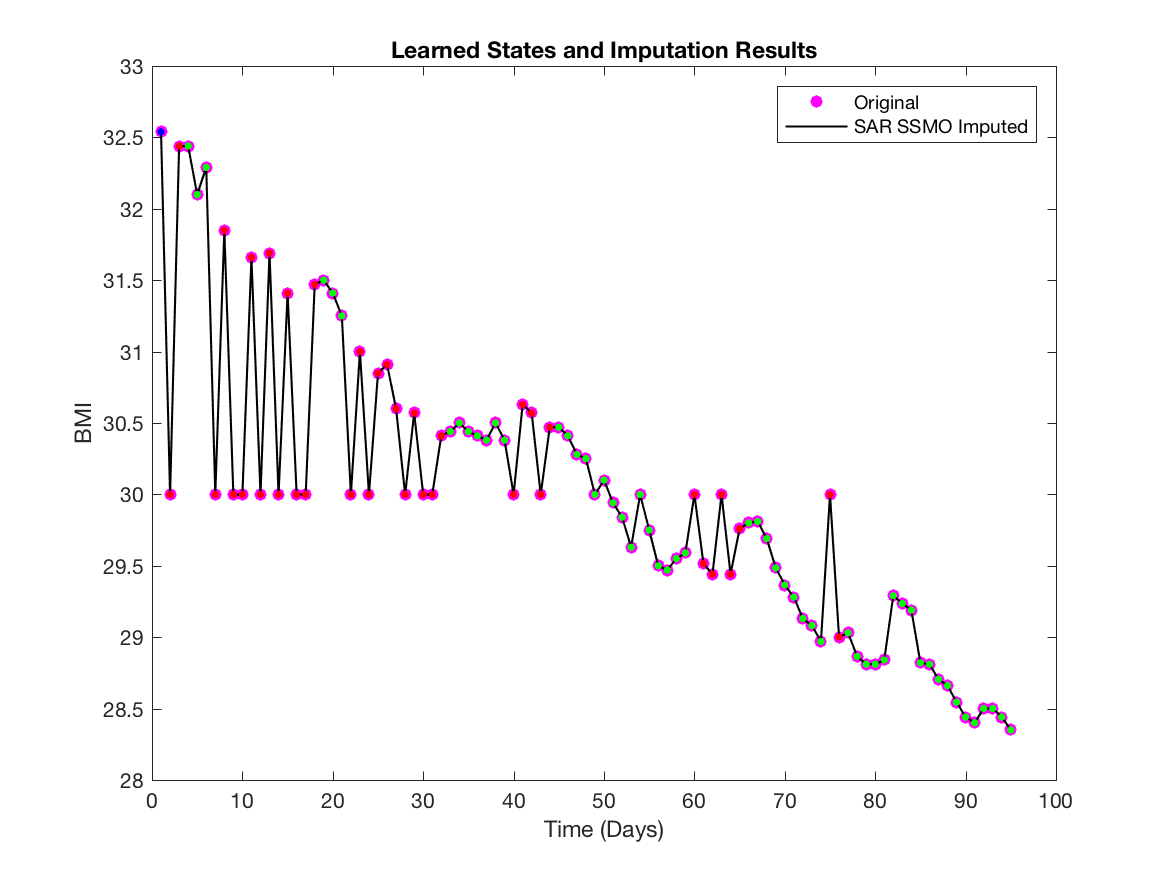 Learned States and Imputation Results
33
32.5
32
31.5
31
30.5
30
29.5
29
28.5
28
BMI
Original
SAR SSMO Imputed
0 10 20 30 40 50 60 70 80 90 100
Time (Days)